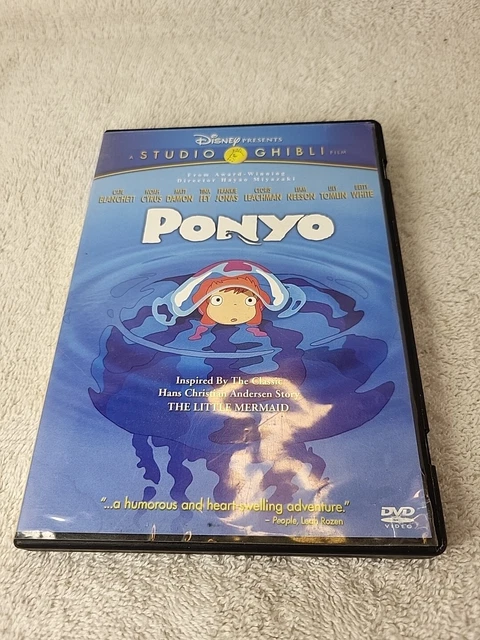 DISNEY PRESENTS
A STUDIO GHIBLI FILM
From Award-Winning
Director Hayao Miyazaki
CATE NOAH MATT TINA FRANKIE CLORIS LIAM LILY BETTY
BLANCHETT CYRUS DAMON FEY JONAS LEACHMAN NEESON TOMLIN WHITE
PONYO
Inspired By The Classic
Hans Christian Andersen Story
THE LITTLE MERMAID
"...a humorous and heart-swelling adventure."
– People, Leah Rozen
DVD
VIDEO